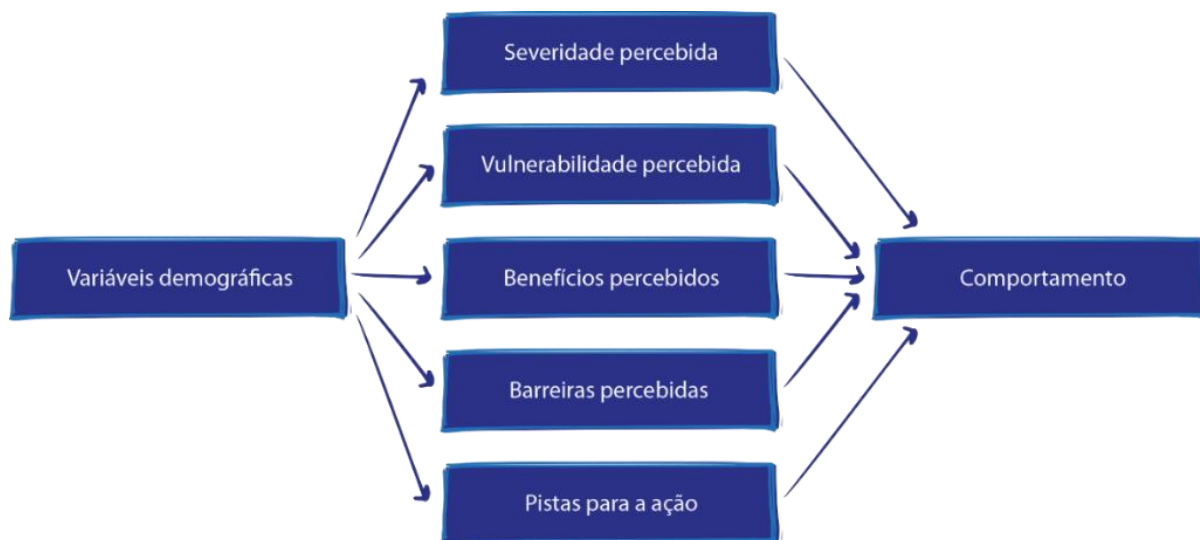 Severidade percebida
Vulnerabilidade percebida
Variáveis demográficas
Benefícios percebidos
Comportamento
Barreiras percebidas
Pistas para a ação